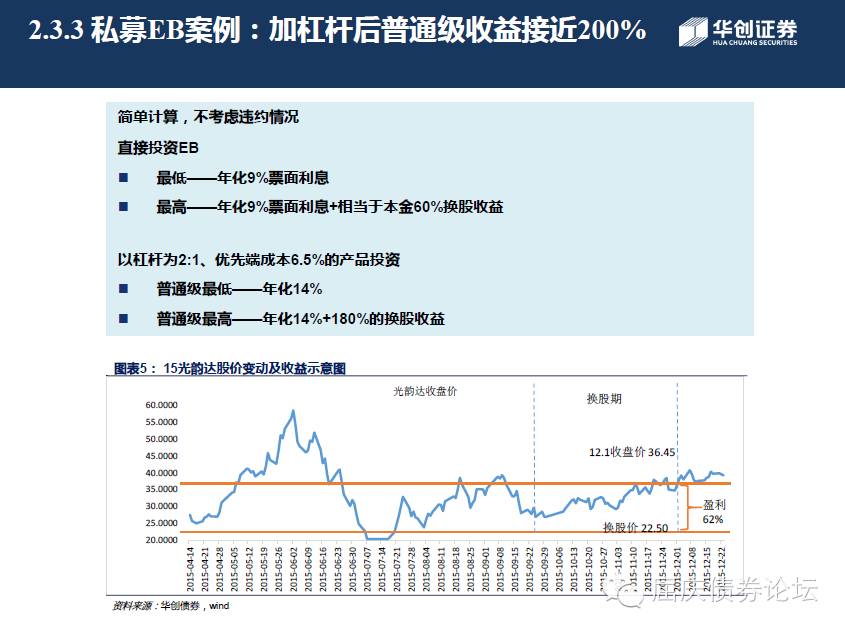 2.3.3 私募EB案例：加杠杆后普通级收益接近200%
华创证券
HUA CHUANG SECURITIES
简单计算，不考虑违约情况
直接投资EB
最低——年化9%票面利息
最高——年化9%票面利息+相当于本金60%换股收益
以杠杆为2:1、优先端成本6.5%的产品投资
普通级最低——年化14%
普通级最高——年化14%+180%的换股收益
图表5： 15光韵达股价变动及收益示意图
光韵达收盘价
换股期
12.1收盘价 36.45
换股价 22.50
盈利
62%
60.0000
55.0000
50.0000
45.0000
40.0000
35.0000
30.0000
25.0000
20.0000
2015-04-14
2015-04-21
2015-04-28
2015-05-05
2015-05-12
2015-05-19
2015-05-26
2015-06-02
2015-06-09
2015-06-16
2015-06-23
2015-06-30
2015-07-07
2015-07-14
2015-07-21
2015-07-28
2015-08-04
2015-08-11
2015-08-18
2015-08-25
2015-09-01
2015-09-08
2015-09-15
2015-09-22
2015-09-29
2015-10-06
2015-10-13
2015-10-20
2015-10-27
2015-11-03
2015-11-10
2015-11-17
2015-11-24
2015-12-01
2015-12-08
2015-12-15
2015-12-22
屈庆债券论坛
资料来源：华创债券，wind